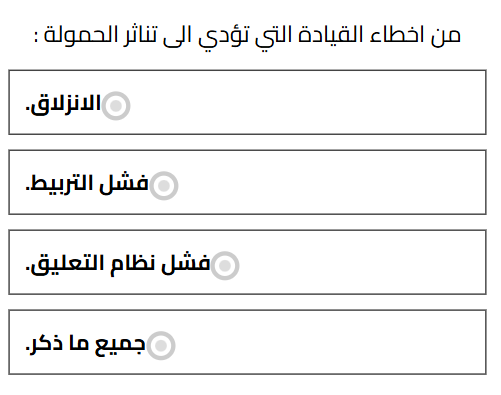 من اخطاء القيادة التي تؤدي الى تناثر الحمولة :
الانزلاق.
فشل التربيط.
فشل نظام التعليق.
جميع ما ذكر.